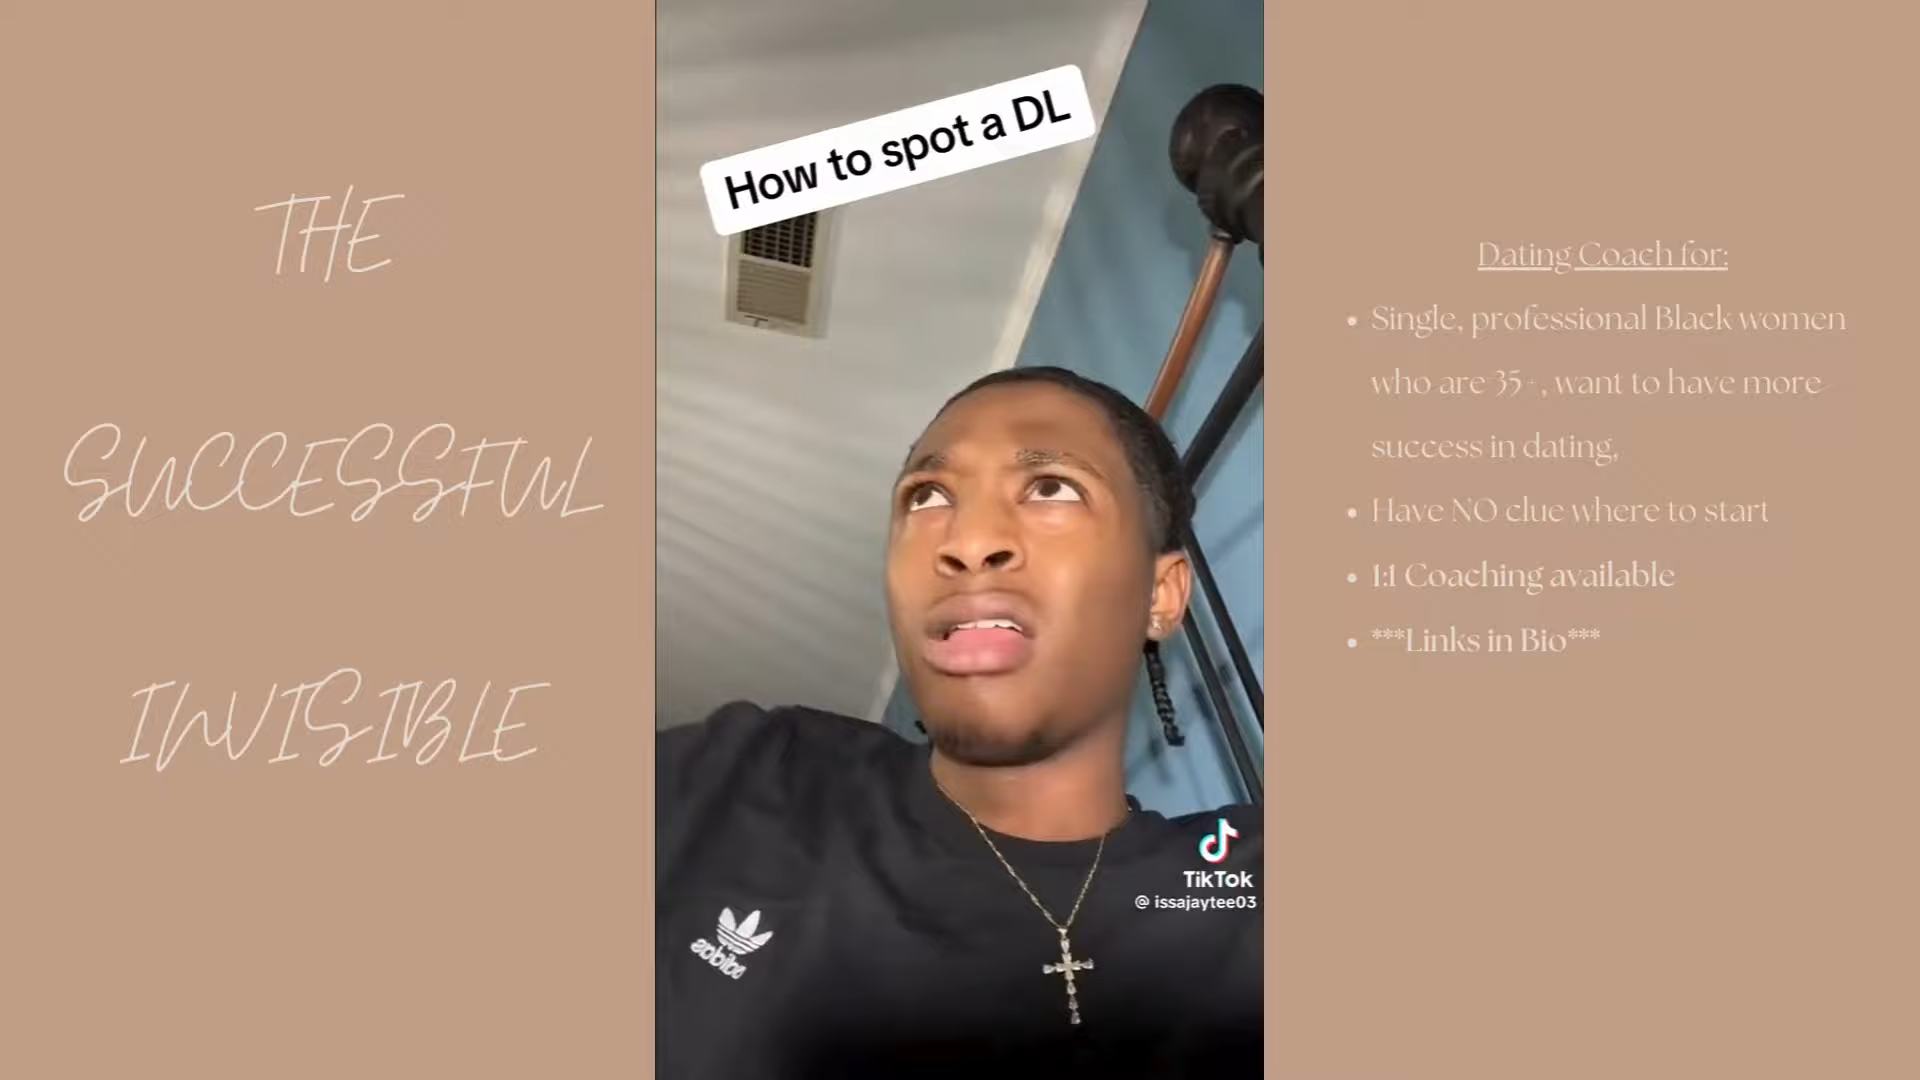 THE
SUCCESSFUL
INVISIBLE
How to spot a DL
adidas
TikTok
@ issajaytee03
Dating Coach for:
• Single, professional Black women
who are 35+, want to have more
success in dating,
• Have NO clue where to start
• 1:1 Coaching available
• ***Links in Bio***